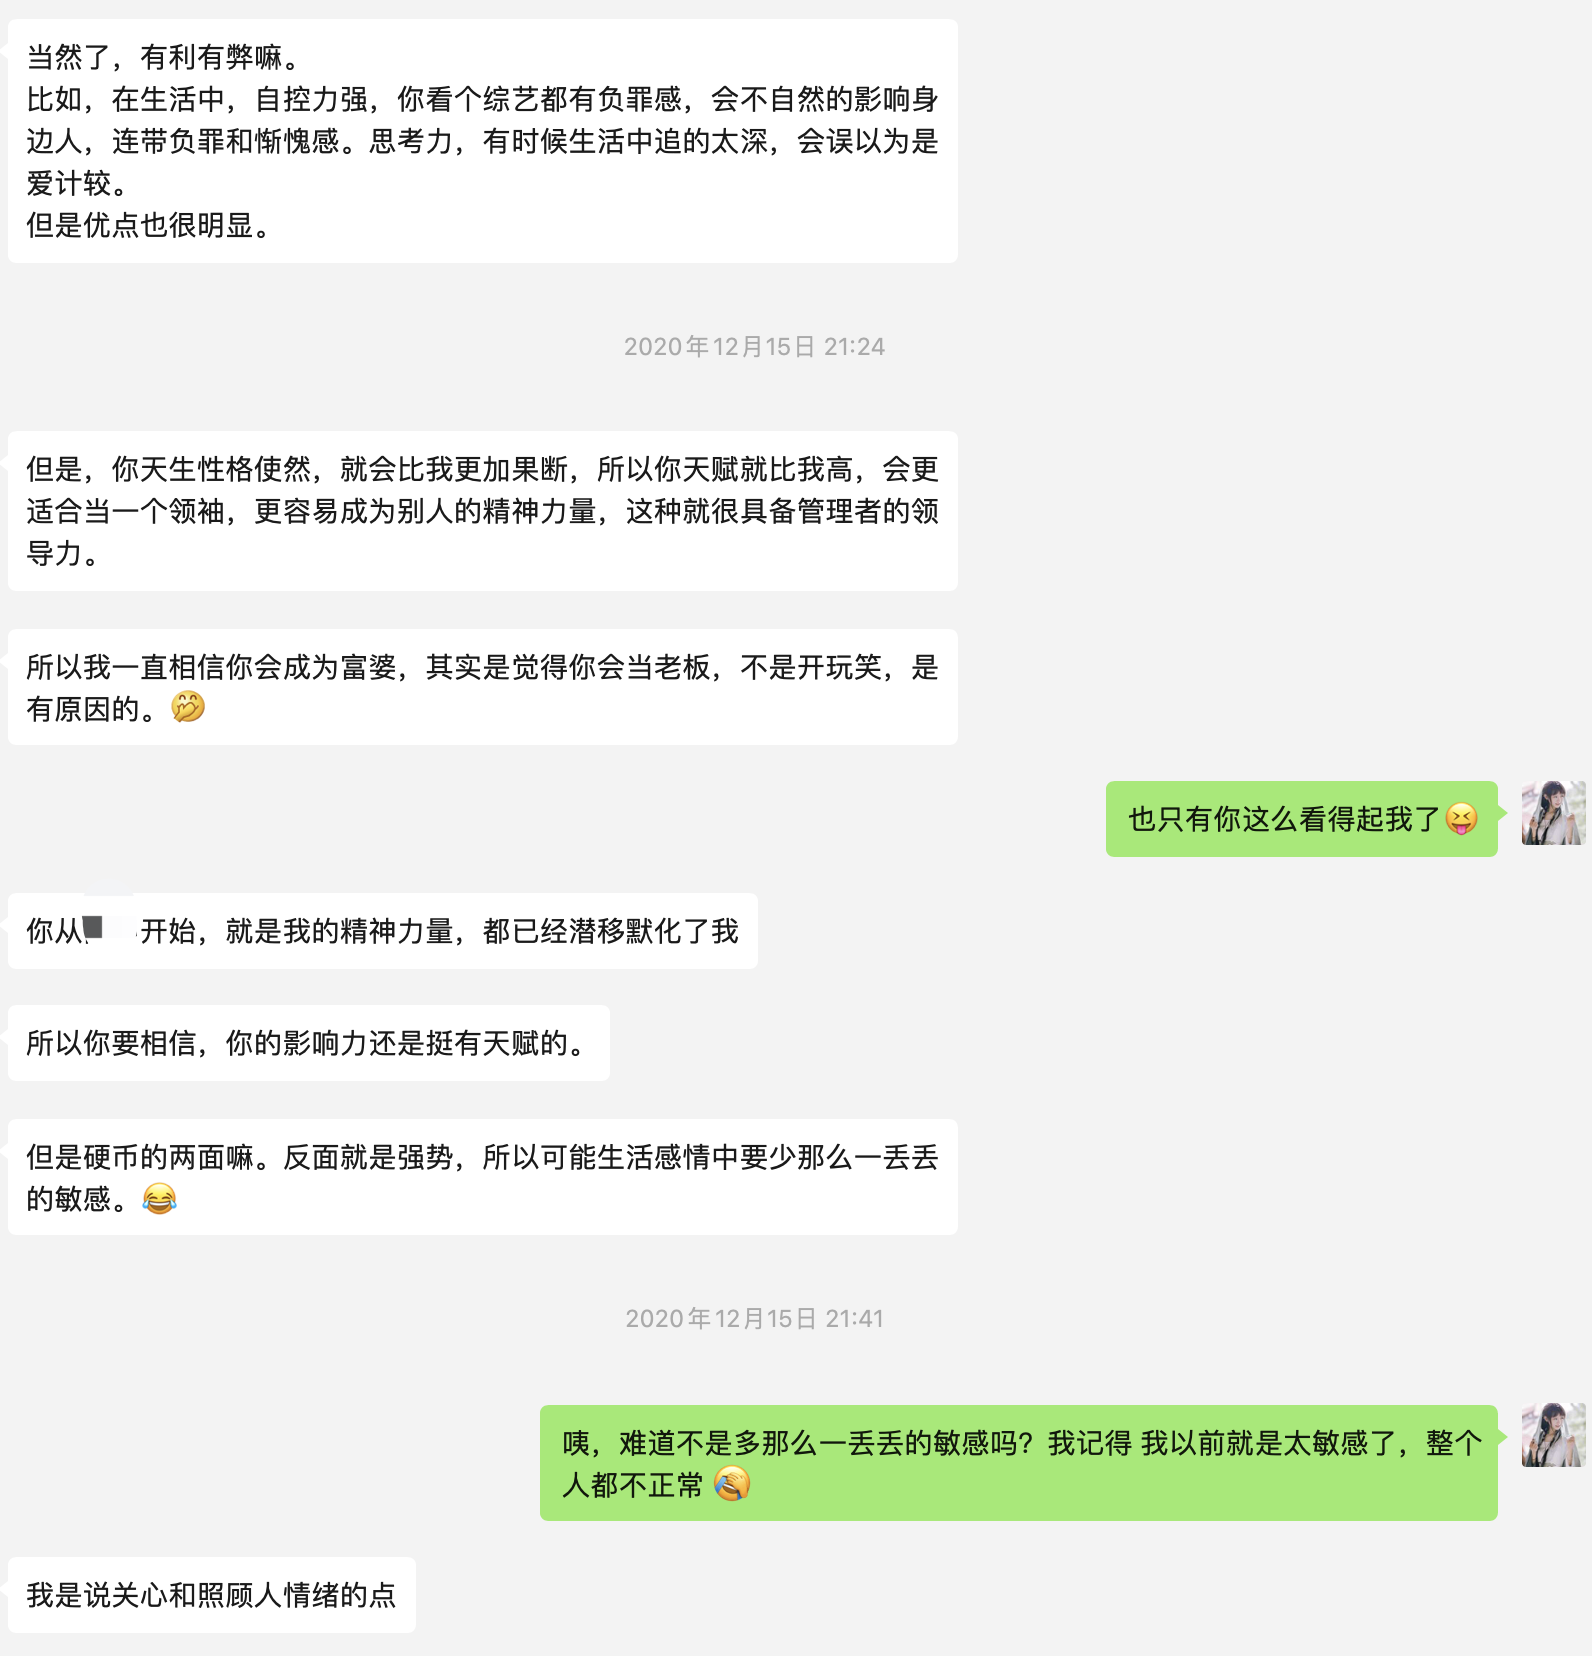 当然了，有利有弊嘛。
比如，在生活中，自控力强，你看个综艺都有负罪感，会不自然的影响身
边人，连带负罪和惭愧感。思考力，有时候生活中追的太深，会误以为是
爱计较。
但是优点也很明显。
2020年12月15日 21:24
但是，你天生性格使然，就会比我更加果断，所以你天赋就比我高，会更
适合当一个领袖，更容易成为别人的精神力量，这种就很具备管理者的领
导力。
所以我一直相信你会成为富婆，其实是觉得你会当老板，不是开玩笑，是
有原因的。🤭
也只有你这么看得起我了😝
你从开始，就是我的精神力量，都已经潜移默化了我
所以你要相信，你的影响力还是挺有天赋的。
但是硬币的两面嘛。反面就是强势，所以可能生活感情中要少那么一丢丢
的敏感。😂
2020年12月15日 21:41
咦，难道不是多那么一丢丢的敏感吗？我记得 我以前就是太敏感了，整个
人都不正常
我是说关心和照顾人情绪的点